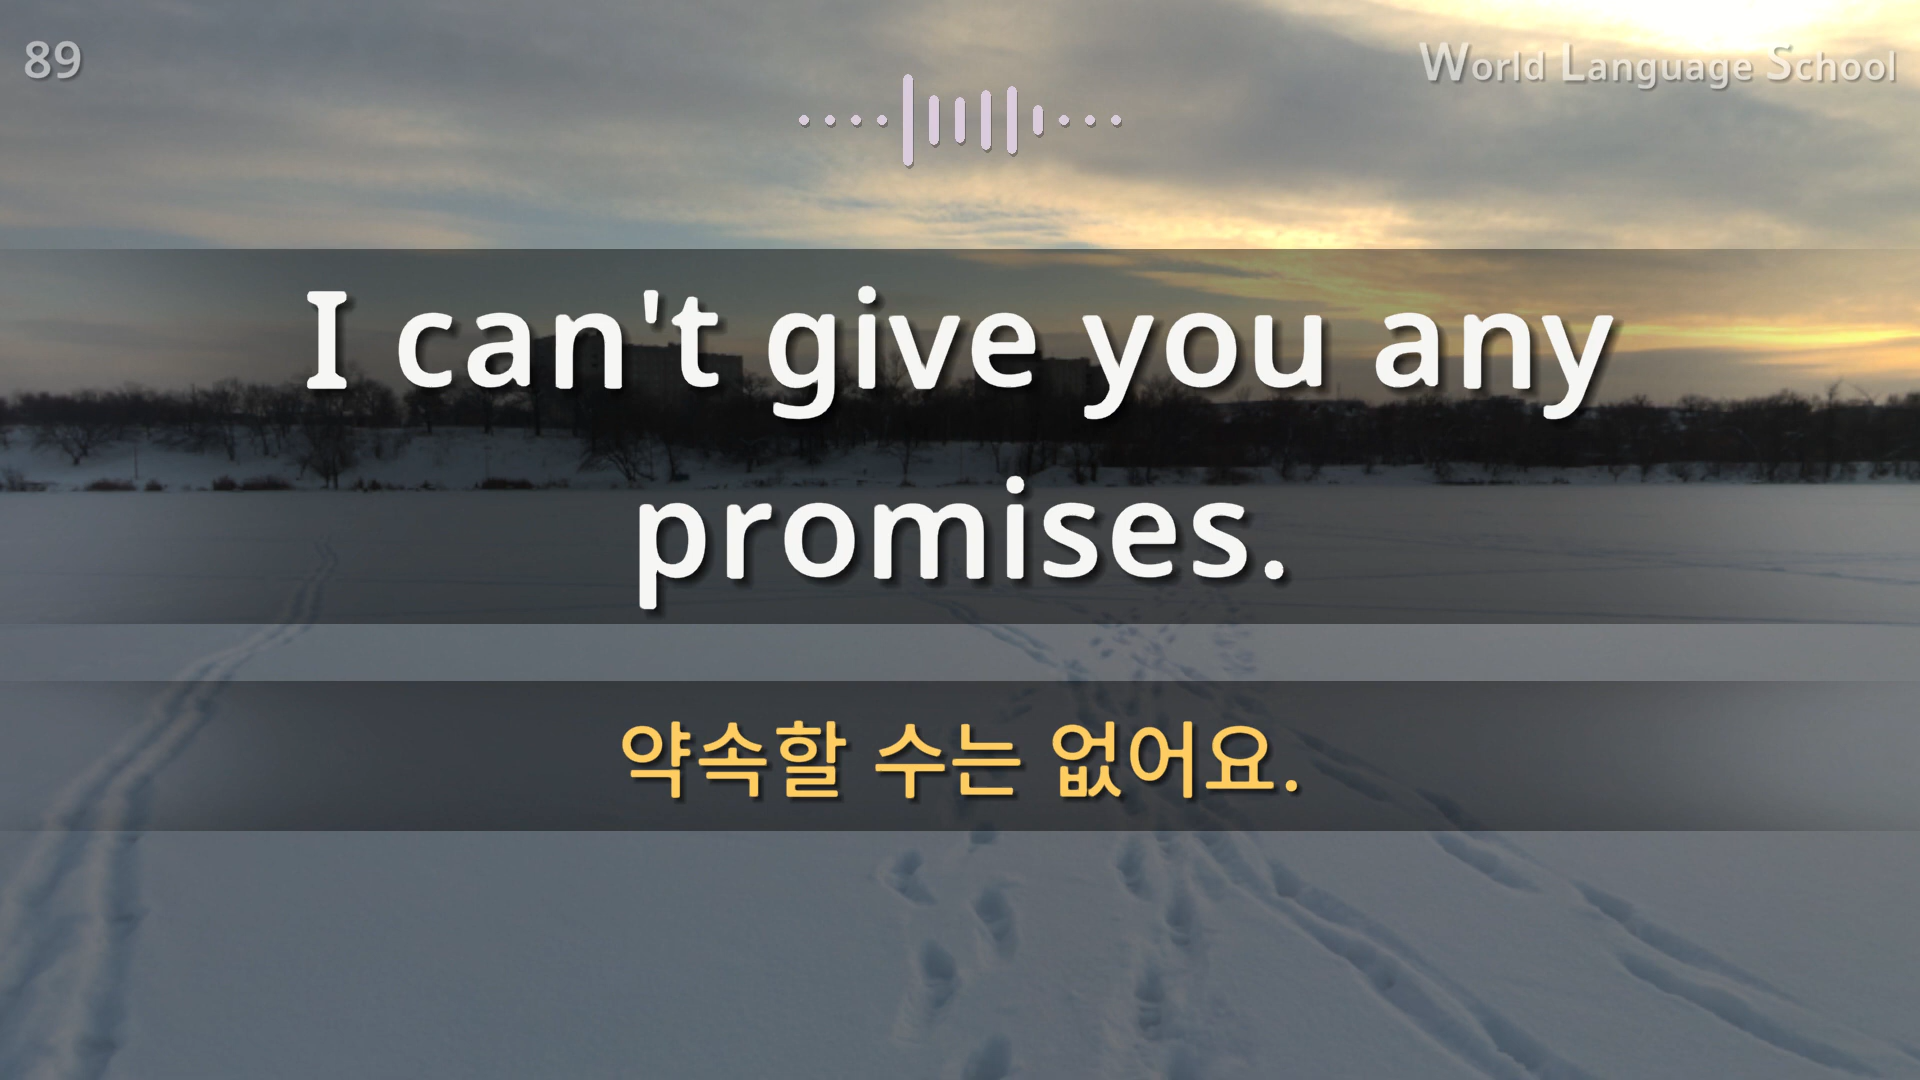 89
World Language School
I can't give you any
promises.
약속할 수는 없어요.